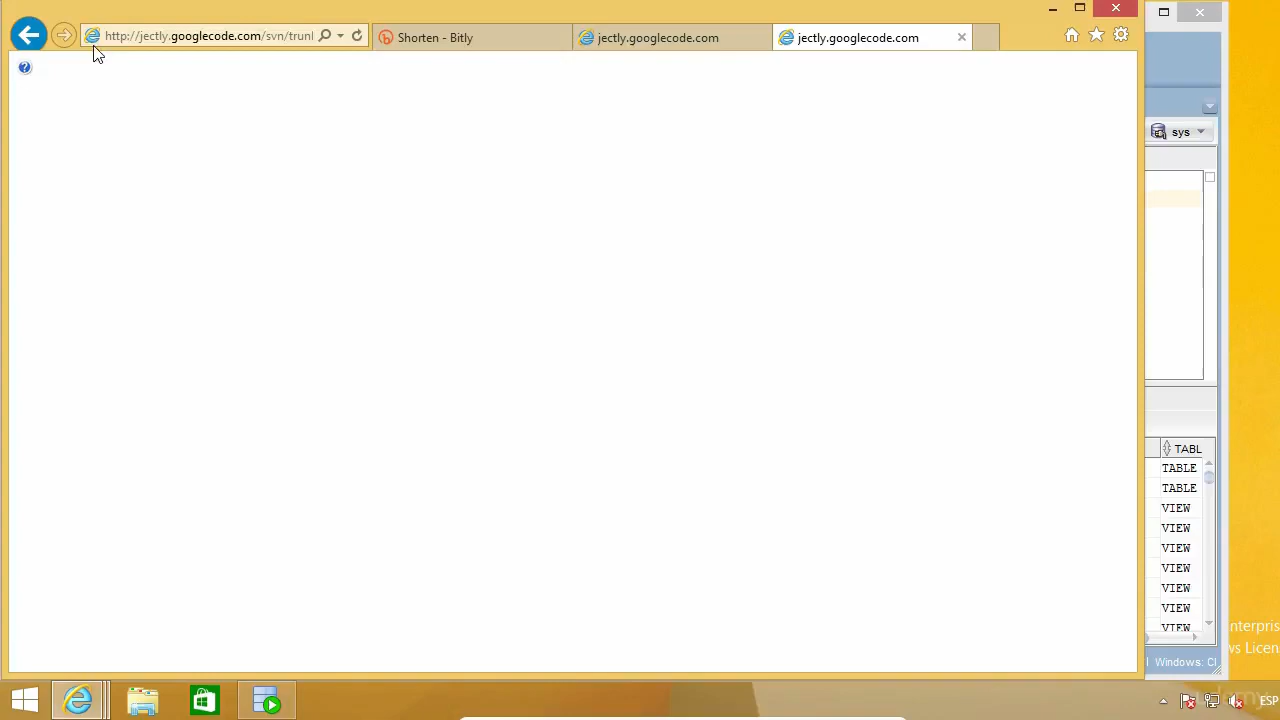 http://jectly.googlecode.com/svn/trunl
Shorten - Bitly
jectly.googlecode.com
jectly.googlecode.com
sys
TABL
TABLE
TABLE
VIEW
VIEW
VIEW
VIEW
VIEW
VIEW
VIEW
nterpris
ws Licen
Windows: Cl
ESP